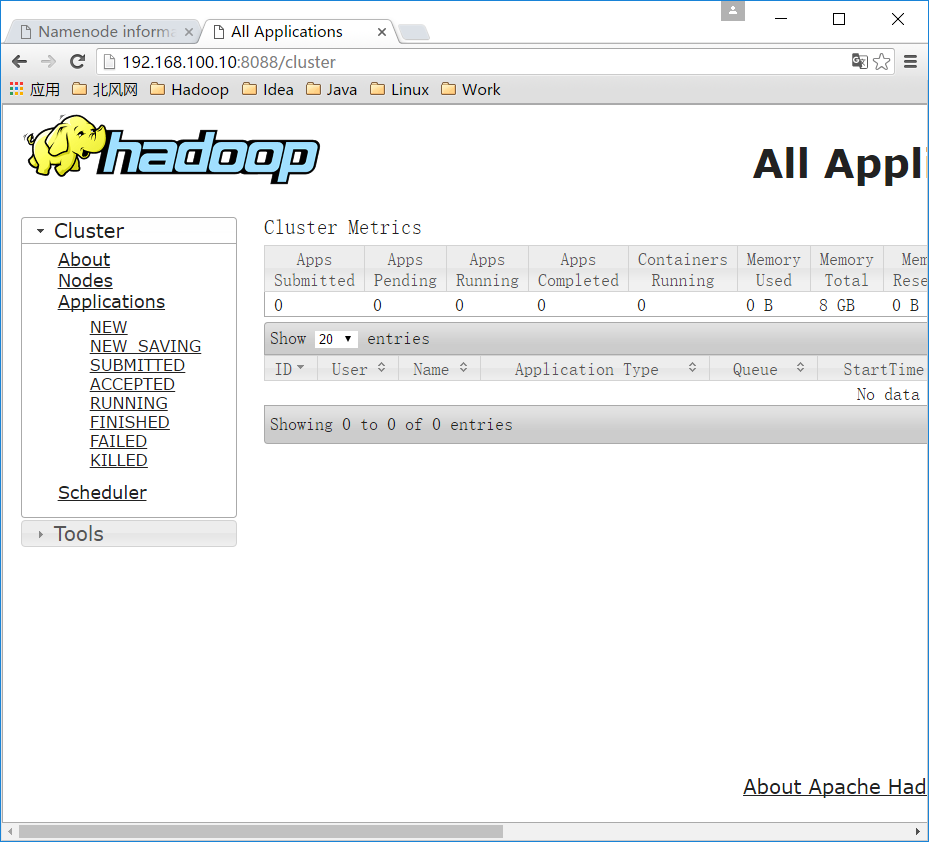 Namenode informa
All Applications
192.168.100.10:8088/cluster
应用 北风网 Hadoop Idea Java Linux Work
hadoop
All Appli
Cluster
About
Nodes
Applications
NEW
NEW_SAVING
SUBMITTED
ACCEPTED
RUNNING
FINISHED
FAILED
KILLED
Scheduler
Tools
Cluster Metrics
Apps Submitted Apps Pending Apps Running Apps Completed Containers Running Memory Used Memory Total Mem Rese
0 0 0 0 0 0 B 8 GB 0 B
Show 20 entries
ID User Name Application Type Queue StartTime
No data
Showing 0 to 0 of 0 entries
About Apache Had